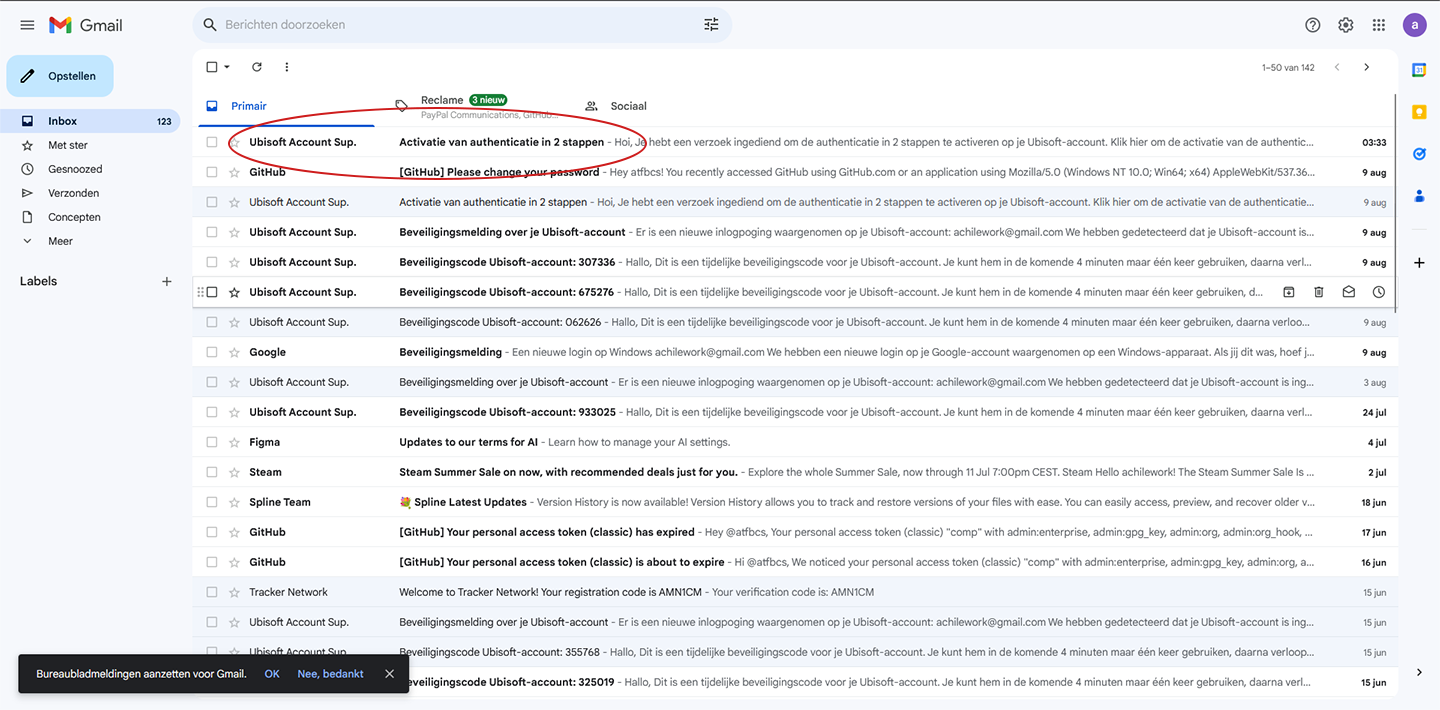 Gmail
Berichten doorzoeken
a
Opstellen
Inbox 123
Met ster
Gesnoozed
Verzonden
Concepten
Meer
Labels
1–50 van 142
Primair
Reclame 3 nieuw
PayPal Communications, GitHub...
Sociaal
Ubisoft Account Sup. Activatie van authenticatie in 2 stappen - Hoi, Je hebt een verzoek ingediend om de authenticatie in 2 stappen te activeren op je Ubisoft-account. Klik hier om de activatie van de authentic... 03:33
GitHub [GitHub] Please change your password - Hey atfbcs! You recently accessed GitHub using GitHub.com or an application using Mozilla/5.0 (Windows NT 10.0; Win64; x64) AppleWebKit/537.36... 9 aug
Ubisoft Account Sup. Activatie van authenticatie in 2 stappen - Hoi, Je hebt een verzoek ingediend om de authenticatie in 2 stappen te activeren op je Ubisoft-account. Klik hier om de activatie van de authenticatie... 9 aug
Ubisoft Account Sup. Beveiligingsmelding over je Ubisoft-account - Er is een nieuwe inlogpoging waargenomen op je Ubisoft-account: achilework@gmail.com We hebben gedetecteerd dat je Ubisoft-account is... 9 aug
Ubisoft Account Sup. Beveiligingscode Ubisoft-account: 307336 - Hallo, Dit is een tijdelijke beveiligingscode voor je Ubisoft-account. Je kunt hem in de komende 4 minuten maar één keer gebruiken, daarna verl... 9 aug
Ubisoft Account Sup. Beveiligingscode Ubisoft-account: 675276 - Hallo, Dit is een tijdelijke beveiligingscode voor je Ubisoft-account. Je kunt hem in de komende 4 minuten maar één keer gebruiken, d...
Ubisoft Account Sup. Beveiligingscode Ubisoft-account: 062626 - Hallo, Dit is een tijdelijke beveiligingscode voor je Ubisoft-account. Je kunt hem in de komende 4 minuten maar één keer gebruiken, daarna verloo... 9 aug
Google Beveiligingsmelding - Een nieuwe login op Windows achilework@gmail.com We hebben een nieuwe login op je Google-account waargenomen op een Windows-apparaat. Als jij dit was, hoef j... 9 aug
Ubisoft Account Sup. Beveiligingsmelding over je Ubisoft-account - Er is een nieuwe inlogpoging waargenomen op je Ubisoft-account: achilework@gmail.com We hebben gedetecteerd dat je Ubisoft-account is ing... 3 aug
Ubisoft Account Sup. Beveiligingscode Ubisoft-account: 933025 - Hallo, Dit is een tijdelijke beveiligingscode voor je Ubisoft-account. Je kunt hem in de komende 4 minuten maar één keer gebruiken, daarna verl... 24 jul
Figma Updates to our terms for AI - Learn how to manage your AI settings. 4 jul
Steam Steam Summer Sale on now, with recommended deals just for you. - Explore the whole Summer Sale, now through 11 Jul 7:00pm CEST. Steam Hello achilework! The Steam Summer Sale Is ... 2 jul
Spline Team 💐 Spline Latest Updates - Version History is now available! Version History allows you to track and restore versions of your files with ease. You can easily access, preview, and recover older v... 18 jun
GitHub [GitHub] Your personal access token (classic) has expired - Hey @atfbcs, Your personal access token (classic) "comp" with admin:enterprise, admin:gpg_key, admin:org, admin:org_hook, ... 17 jun
GitHub [GitHub] Your personal access token (classic) is about to expire - Hi @atfbcs, We noticed your personal access token (classic) "comp" with admin:enterprise, admin:gpg_key, admin:org, a... 16 jun
Tracker Network Welcome to Tracker Network! Your registration code is AMN1CM - Your verification code is: AMN1CM 15 jun
Ubisoft Account Sup. Beveiligingsmelding over je Ubisoft-account - Er is een nieuwe inlogpoging waargenomen op je Ubisoft-account: achilework@gmail.com We hebben gedetecteerd dat je Ubisoft-account is ing... 15 jun
Ubisoft Account Sup. Beveiligingscode Ubisoft-account: 355768 - Hallo, Dit is een tijdelijke beveiligingscode voor je Ubisoft-account. Je kunt hem in de komende 4 minuten maar één keer gebruiken, daarna verloop... 15 jun
Beveiligingscode Ubisoft-account: 325019 - Hallo, Dit is een tijdelijke beveiligingscode voor je Ubisoft-account. Je kunt hem in de komende 4 minuten maar één keer gebruiken, daarna verl... 15 jun
Bureaubladmeldingen aanzetten voor Gmail. OK Nee, bedankt
31